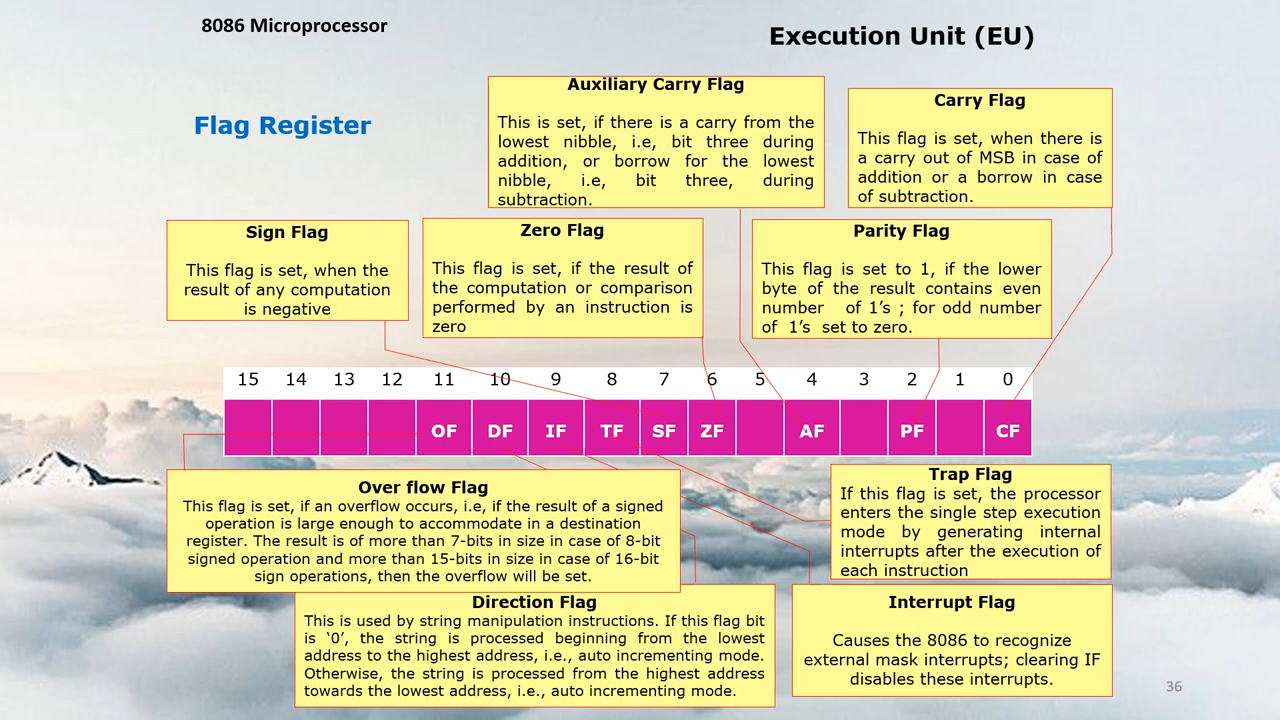 8086 Microprocessor
Execution Unit (EU)
Flag Register
Auxiliary Carry Flag
This is set, if there is a carry from the
lowest nibble, i.e, bit three during
addition, or borrow for the lowest
nibble, i.e, bit three, during
subtraction.
Carry Flag
This flag is set, when there is
a carry out of MSB in case of
addition or a borrow in case
of subtraction.
Sign Flag
This flag is set, when the
result of any computation
is negative
Zero Flag
This flag is set, if the result of
the computation or comparison
performed by an instruction is
zero
Parity Flag
This flag is set to 1, if the lower
byte of the result contains even
number of 1’s ; for odd number
of 1’s set to zero.
15 14 13 12 11 10 9 8 7 6 5 4 3 2 1 0
OF DF IF TF SF ZF AF PF CF
Over flow Flag
This flag is set, if an overflow occurs, i.e, if the result of a signed
operation is large enough to accommodate in a destination
register. The result is of more than 7-bits in size in case of 8-bit
signed operation and more than 15-bits in size in case of 16-bit
sign operations, then the overflow will be set.
Trap Flag
If this flag is set, the processor
enters the single step execution
mode by generating internal
interrupts after the execution of
each instruction
Direction Flag
This is used by string manipulation instructions. If this flag bit
is ‘0’, the string is processed beginning from the lowest
address to the highest address, i.e., auto incrementing mode.
Otherwise, the string is processed from the highest address
towards the lowest address, i.e., auto incrementing mode.
Interrupt Flag
Causes the 8086 to recognize
external mask interrupts; clearing IF
disables these interrupts.
36